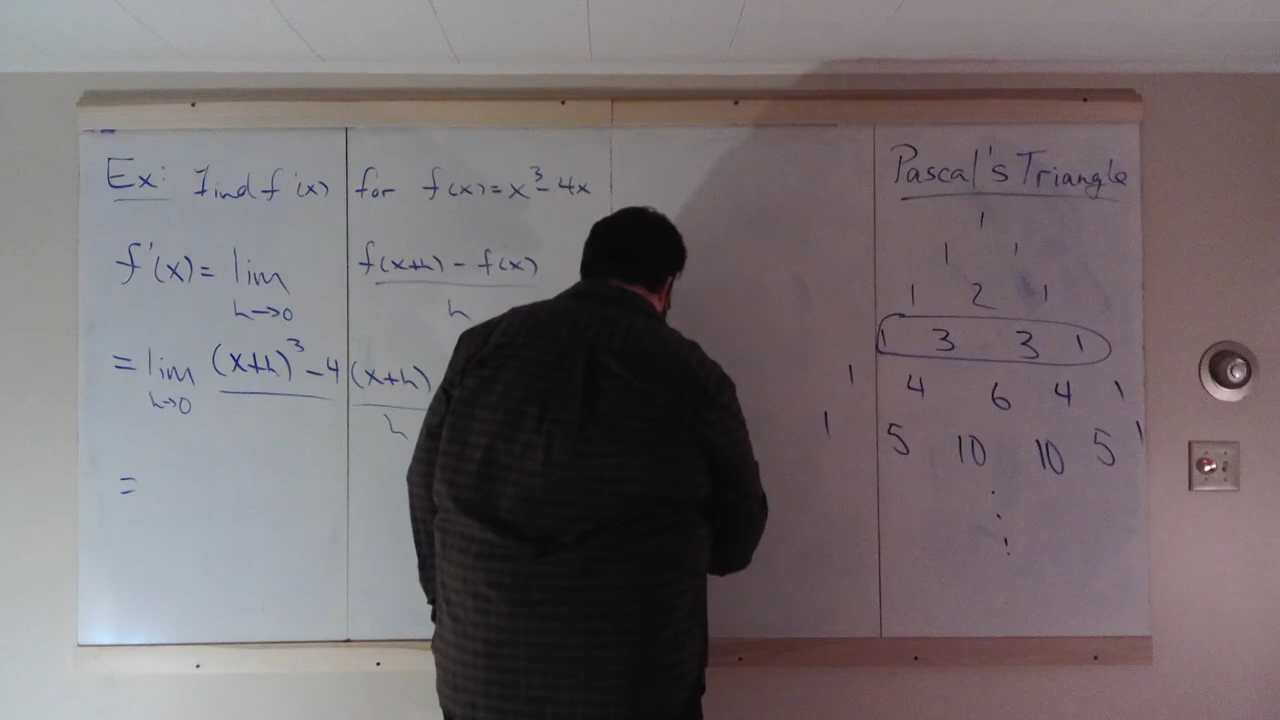 Ex: Find f'(x) for f(x)=x³-4x
f'(x) = lim f(x+h) - f(x)
h→0 h
= lim (x+h)³ - 4(x+h)
h→0 h
=
Pascal's Triangle
1
1 1
1 2 1
1 3 3 1
1 4 6 4 1
1 5 10 10 5 1